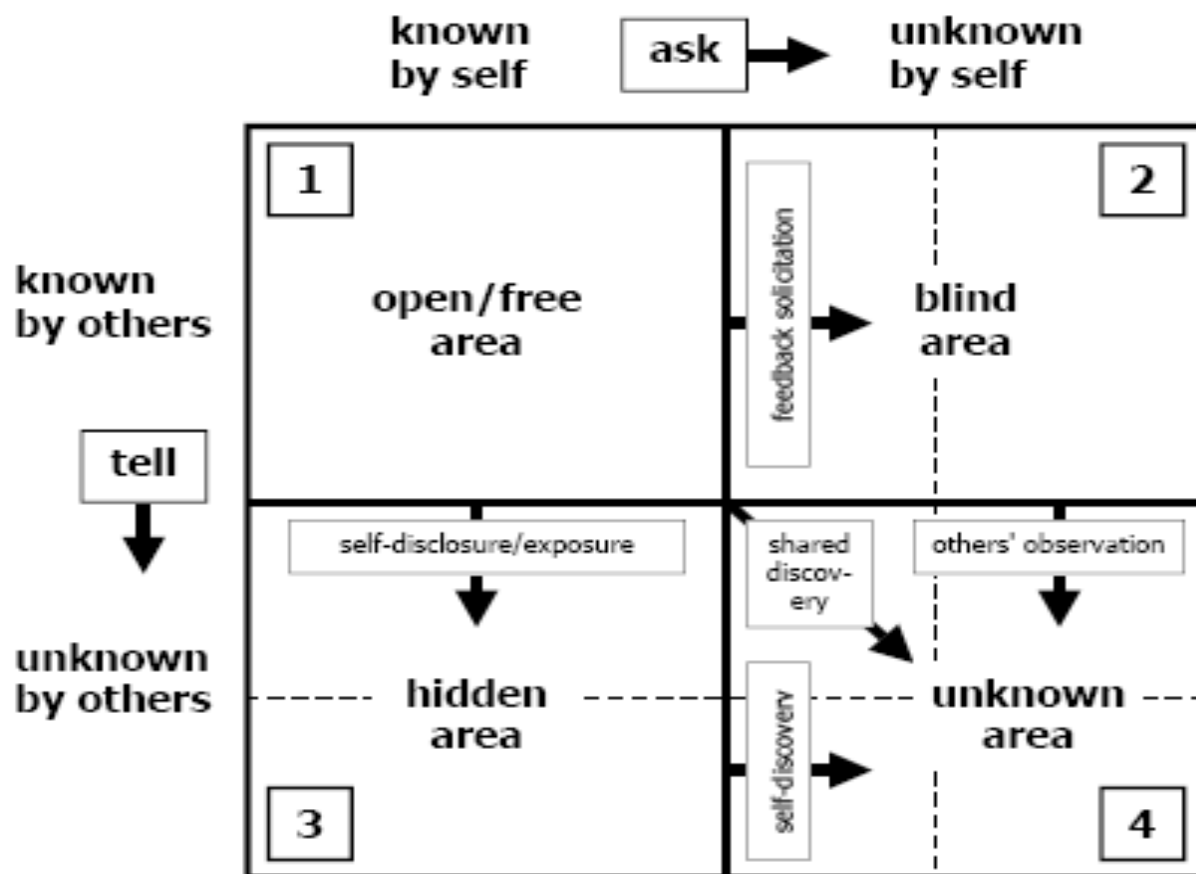 known
by self
ask
unknown
by self
1
2
known
by others
open/free
area
feedback solicitation
blind
area
tell
self-disclosure/exposure
shared
discov-
ery
others' observation
unknown
by others
hidden
area
self-discovery
unknown
area
3
4